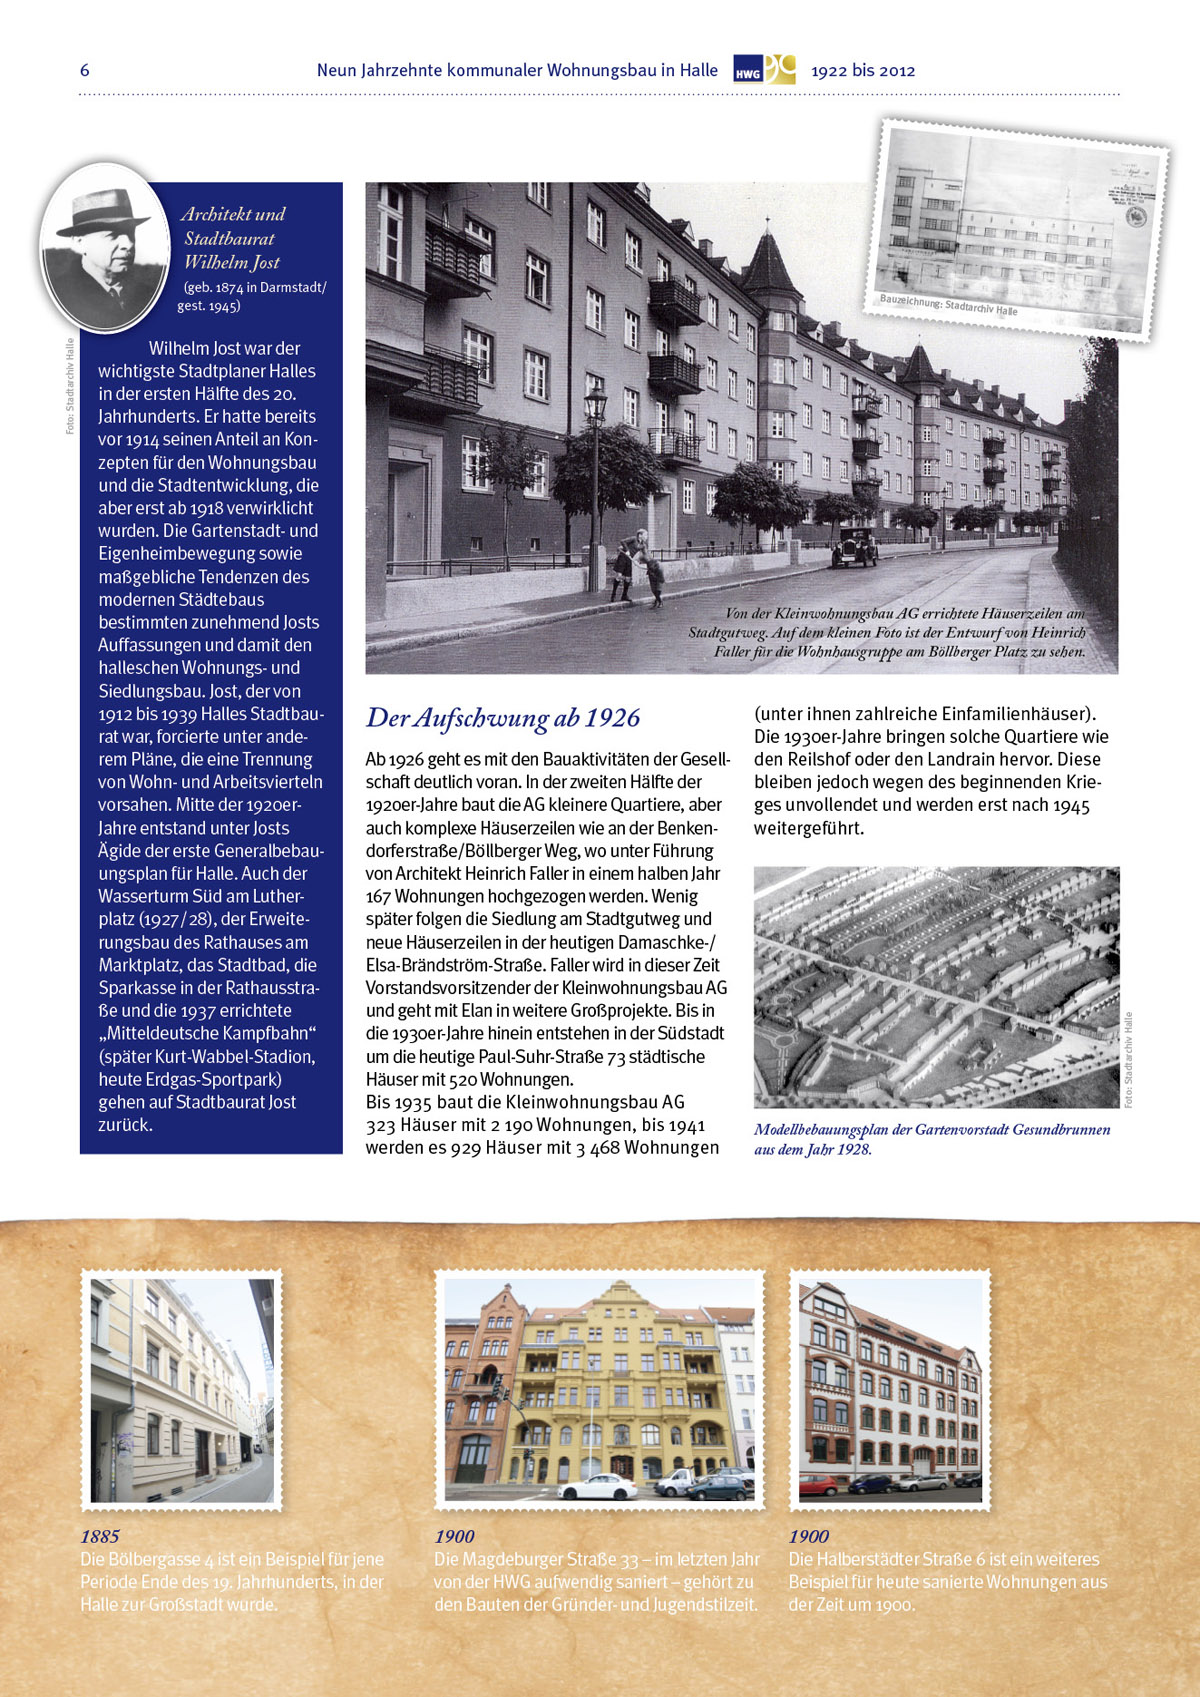 6
Neun Jahrzehnte kommunaler Wohnungsbau in Halle
HWG 90
1922 bis 2012
Architekt und
Stadtbaurat
Wilhelm Jost
(geb. 1874 in Darmstadt/
gest. 1945)
Foto: Stadtarchiv Halle
Wilhelm Jost war der
wichtigste Stadtplaner Halles
in der ersten Hälfte des 20.
Jahrhunderts. Er hatte bereits
vor 1914 seinen Anteil an Kon-
zepten für den Wohnungsbau
und die Stadtentwicklung, die
aber erst ab 1918 verwirklicht
wurden. Die Gartenstadt- und
Eigenheimbewegung sowie
maßgebliche Tendenzen des
modernen Städtebaus
bestimmten zunehmend Josts
Auffassungen und damit den
halleschen Wohnungs- und
Siedlungsbau. Jost, der von
1912 bis 1939 Halles Stadtbau-
rat war, forcierte unter ande-
rem Pläne, die eine Trennung
von Wohn- und Arbeitsvierteln
vorsahen. Mitte der 1920er-
Jahre entstand unter Josts
Ägide der erste Generalbebau-
ungsplan für Halle. Auch der
Wasserturm Süd am Luther-
platz (1927/28), der Erweite-
rungsbau des Rathauses am
Marktplatz, das Stadtbad, die
Sparkasse in der Rathausstra-
ße und die 1937 errichtete
„Mitteldeutsche Kampfbahn“
(später Kurt-Wabbel-Stadion,
heute Erdgas-Sportpark)
gehen auf Stadtbaurat Jost
zurück.
Bauzeichnung: Stadtarchiv Halle
Von der Kleinwohnungsbau AG errichtete Häuserzeilen am
Stadtgutweg. Auf dem kleinen Foto ist der Entwurf von Heinrich
Faller für die Wohnhausgruppe am Böllberger Platz zu sehen.
Der Aufschwung ab 1926
Ab 1926 geht es mit den Bauaktivitäten der Gesell-
schaft deutlich voran. In der zweiten Hälfte der
1920er-Jahre baut die AG kleinere Quartiere, aber
auch komplexe Häuserzeilen wie an der Benken-
dorferstraße/Böllberger Weg, wo unter Führung
von Architekt Heinrich Faller in einem halben Jahr
167 Wohnungen hochgezogen werden. Wenig
später folgen die Siedlung am Stadtgutweg und
neue Häuserzeilen in der heutigen Damaschke-/
Elsa-Brändström-Straße. Faller wird in dieser Zeit
Vorstandsvorsitzender der Kleinwohnungsbau AG
und geht mit Elan in weitere Großprojekte. Bis in
die 1930er-Jahre hinein entstehen in der Südstadt
um die heutige Paul-Suhr-Straße 73 städtische
Häuser mit 520 Wohnungen.
Bis 1935 baut die Kleinwohnungsbau AG
323 Häuser mit 2 190 Wohnungen, bis 1941
werden es 929 Häuser mit 3 468 Wohnungen
(unter ihnen zahlreiche Einfamilienhäuser).
Die 1930er-Jahre bringen solche Quartiere wie
den Reilshof oder den Landrain hervor. Diese
bleiben jedoch wegen des beginnenden Krie-
ges unvollendet und werden erst nach 1945
weitergeführt.
Foto: Stadtarchiv Halle
Modellbebauungsplan der Gartenvorstadt Gesundbrunnen
aus dem Jahr 1928.
1885
Die Bölbergasse 4 ist ein Beispiel für jene
Periode Ende des 19. Jahrhunderts, in der
Halle zur Großstadt wurde.
1900
Die Magdeburger Straße 33 – im letzten Jahr
von der HWG aufwendig saniert – gehört zu
den Bauten der Gründer- und Jugendstilzeit.
1900
Die Halberstädter Straße 6 ist ein weiteres
Beispiel für heute sanierte Wohnungen aus
der Zeit um 1900.